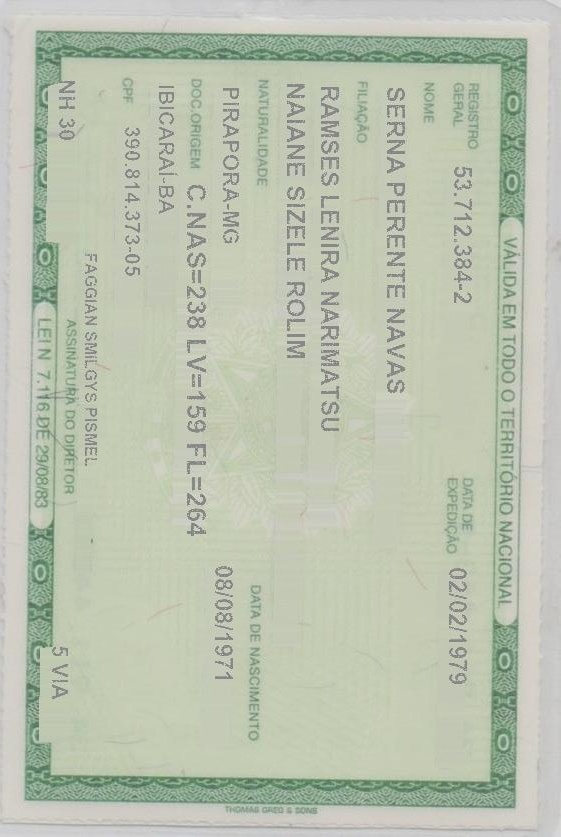 VÁLIDA EM TODO O TERRITÓRIO NACIONAL
REGISTRO GERAL 53.712.384-2 DATA DE EXPEDIÇÃO 02/02/1979
NOME
SERNA PERENTE NAVAS
FILIAÇÃO
RAMSES LENIRA NARIMATSU
NAIANE SIZELE ROLIM
NATURALIDADE DATA DE NASCIMENTO
PIRAPORA-MG 08/08/1971
DOC.ORIGEM C.NAS=238 LV=159 FL=264
IBICARAÍ-BA
CPF 390.814.373-05
FAGGIAN SMILGYS PISMEL
NH 30 ASSINATURA DO DIRETOR 5 VIA
LEI N 7.116 DE 29/08/83
THOMAS GREG & SONS